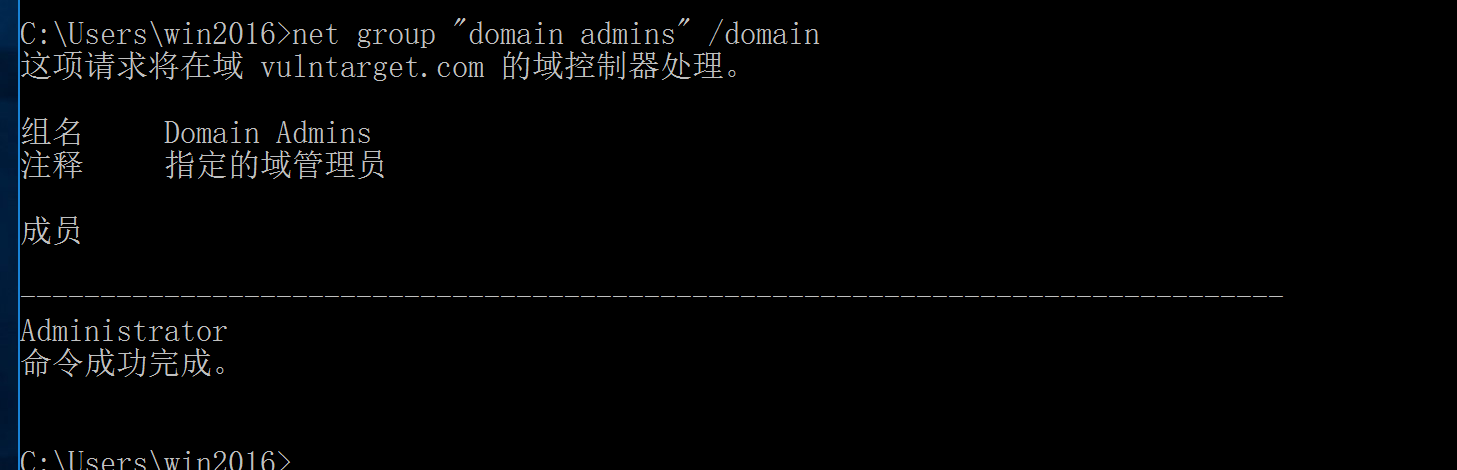 C:\Users\win2016>net group "domain admins" /domain
这项请求将在域 vulntarget.com 的域控制器处理。
组名     Domain Admins
注释     指定的域管理员
成员
-------------------------------------------------------------------------------
Administrator
命令成功完成。
C:\Users\win2016>